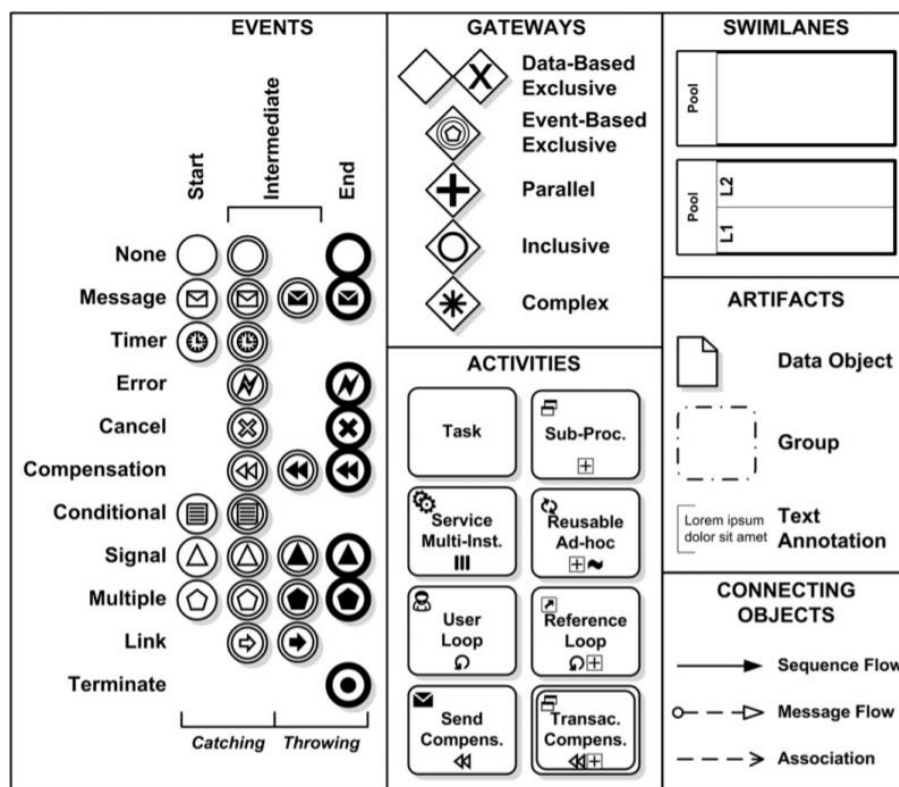 EVENTS
Start
Intermediate
End
None
Message
Timer
Error
Cancel
Compensation
Conditional
Signal
Multiple
Link
Terminate
Catching Throwing
GATEWAYS
X
Data-Based
Exclusive
Event-Based
Exclusive
Parallel
Inclusive
Complex
ACTIVITIES
Task
Sub-Proc.
Service
Multi-Inst.
Reusable
Ad-hoc
User
Loop
Reference
Loop
Send
Compens.
Transac.
Compens.
SWIMLANES
Pool
Pool
L2
L1
ARTIFACTS
Data Object
Group
Lorem ipsum
dolor sit amet
Text
Annotation
CONNECTING
OBJECTS
Sequence Flow
Message Flow
Association